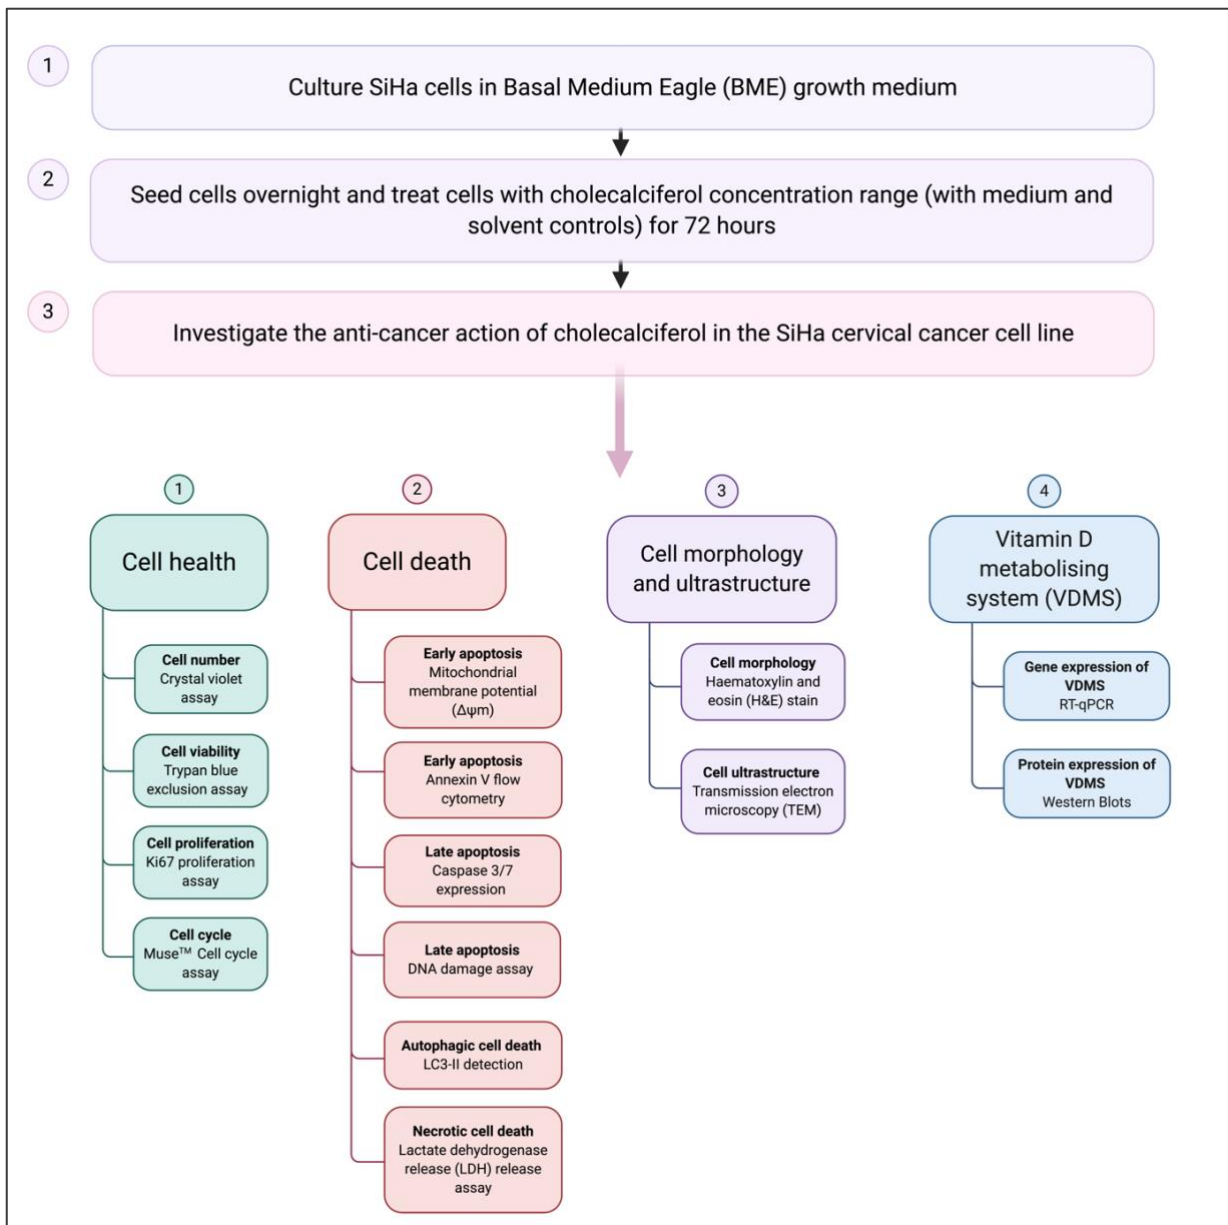 1
Culture SiHa cells in Basal Medium Eagle (BME) growth medium
2
Seed cells overnight and treat cells with cholecalciferol concentration range (with medium and
solvent controls) for 72 hours
3
Investigate the anti-cancer action of cholecalciferol in the SiHa cervical cancer cell line
1
Cell health
Cell number
Crystal violet
assay
Cell viability
Trypan blue
exclusion assay
Cell proliferation
Ki67 proliferation
assay
Cell cycle
Muse™ Cell cycle
assay
2
Cell death
Early apoptosis
Mitochondrial
membrane potential
(Δψm)
Early apoptosis
Annexin V flow
cytometry
Late apoptosis
Caspase 3/7
expression
Late apoptosis
DNA damage assay
Autophagic cell death
LC3-II detection
Necrotic cell death
Lactate dehydrogenase
release (LDH) release
assay
3
Cell morphology
and ultrastructure
Cell morphology
Haematoxylin and
eosin (H&E) stain
Cell ultrastructure
Transmission electron
microscopy (TEM)
4
Vitamin D
metabolising
system (VDMS)
Gene expression of
VDMS
RT-qPCR
Protein expression of
VDMS
Western Blots